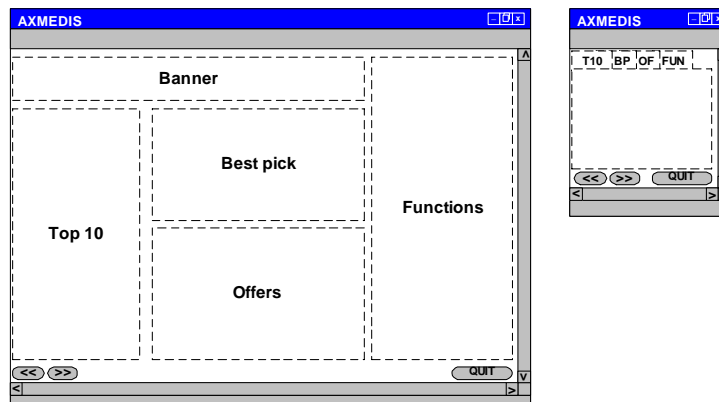 AXMEDIS
Banner
Top 10
Best pick
Offers
Functions
<< >> QUIT
AXMEDIS
T10 BP OF FUN
<< >> QUIT